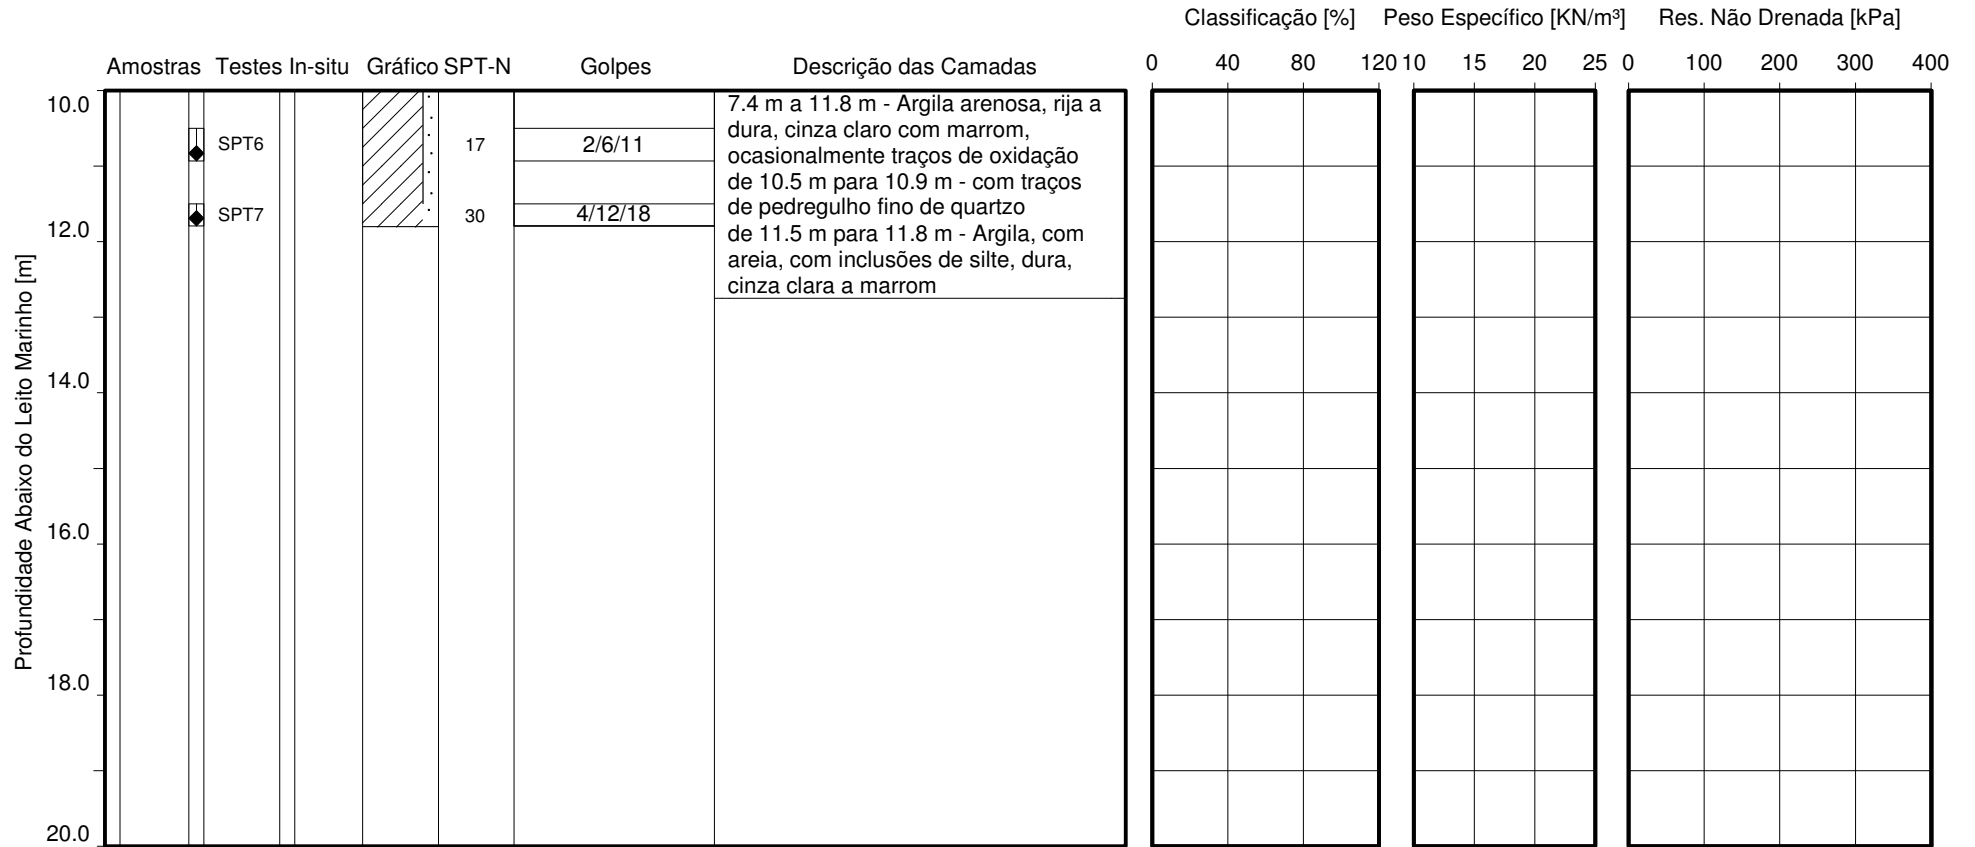 Classificação [%] Peso Específico [KN/m³] Res. Não Drenada [kPa]
Amostras Testes In-situ Gráfico SPT-N Golpes Descrição das Camadas
0 40 80 120 10 15 20 25 0 100 200 300 400
Profundidade Abaixo do Leito Marinho [m]
10.0
12.0
14.0
16.0
18.0
20.0
SPT6 17 2/6/11
SPT7 30 4/12/18
7.4 m a 11.8 m - Argila arenosa, rija a
dura, cinza claro com marrom,
ocasionalmente traços de oxidação
de 10.5 m para 10.9 m - com traços
de pedregulho fino de quartzo
de 11.5 m para 11.8 m - Argila, com
areia, com inclusões de silte, dura,
cinza clara a marrom